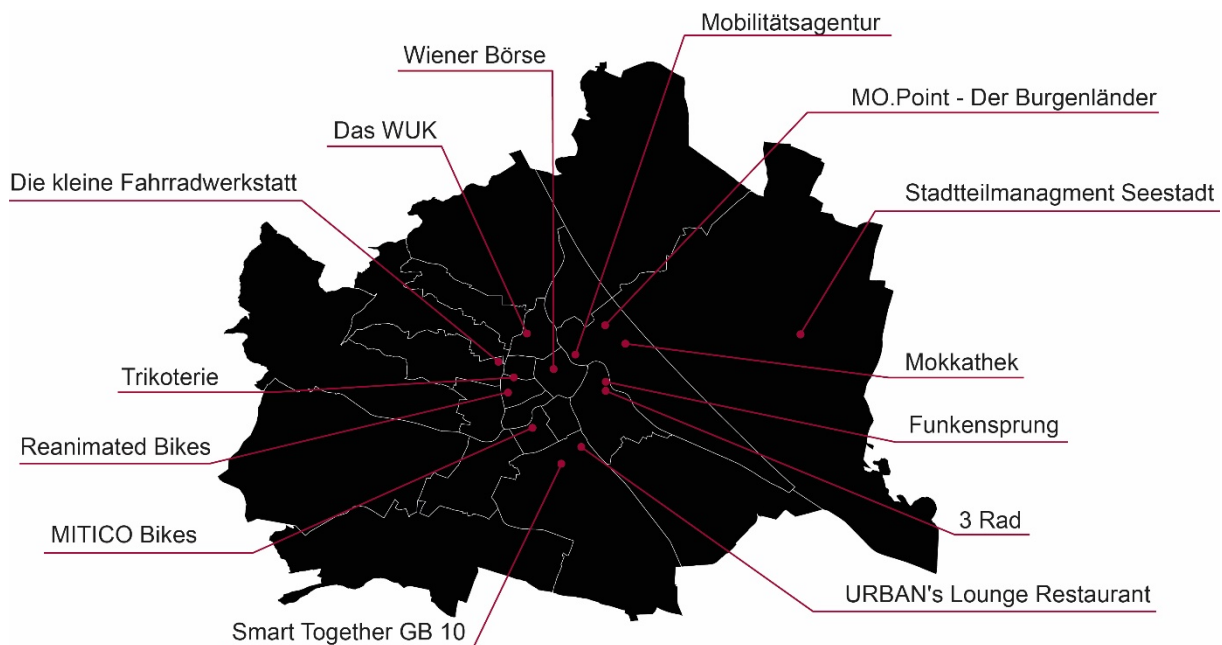 Mobilitätsagentur
Wiener Börse
MO.Point - Der Burgenländer
Das WUK
Die kleine Fahrradwerkstatt
Stadtteilmanagment Seestadt
Mokkathek
Trikoterie
Funkensprung
Reanimated Bikes
3 Rad
MITICO Bikes
URBAN's Lounge Restaurant
Smart Together GB 10